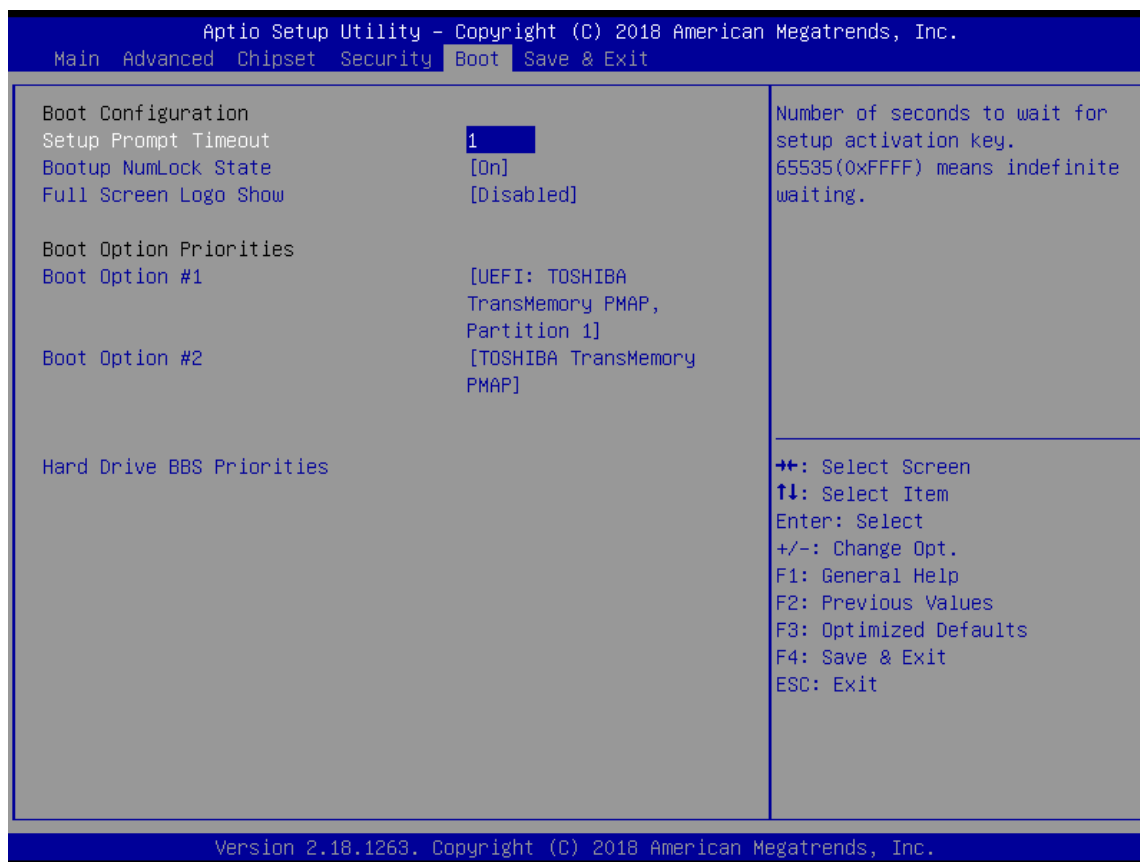 Aptio Setup Utility – Copyright (C) 2018 American Megatrends, Inc.
Main Advanced Chipset Security Boot Save & Exit
Boot Configuration
Setup Prompt Timeout 1
Bootup NumLock State [On]
Full Screen Logo Show [Disabled]
Boot Option Priorities
Boot Option #1 [UEFI: TOSHIBA
TransMemory PMAP,
Partition 1]
Boot Option #2 [TOSHIBA TransMemory
PMAP]
Hard Drive BBS Priorities
Number of seconds to wait for
setup activation key.
65535(0xFFFF) means indefinite
waiting.
→←: Select Screen
↑↓: Select Item
Enter: Select
+/-: Change Opt.
F1: General Help
F2: Previous Values
F3: Optimized Defaults
F4: Save & Exit
ESC: Exit
Version 2.18.1263. Copyright (C) 2018 American Megatrends, Inc.